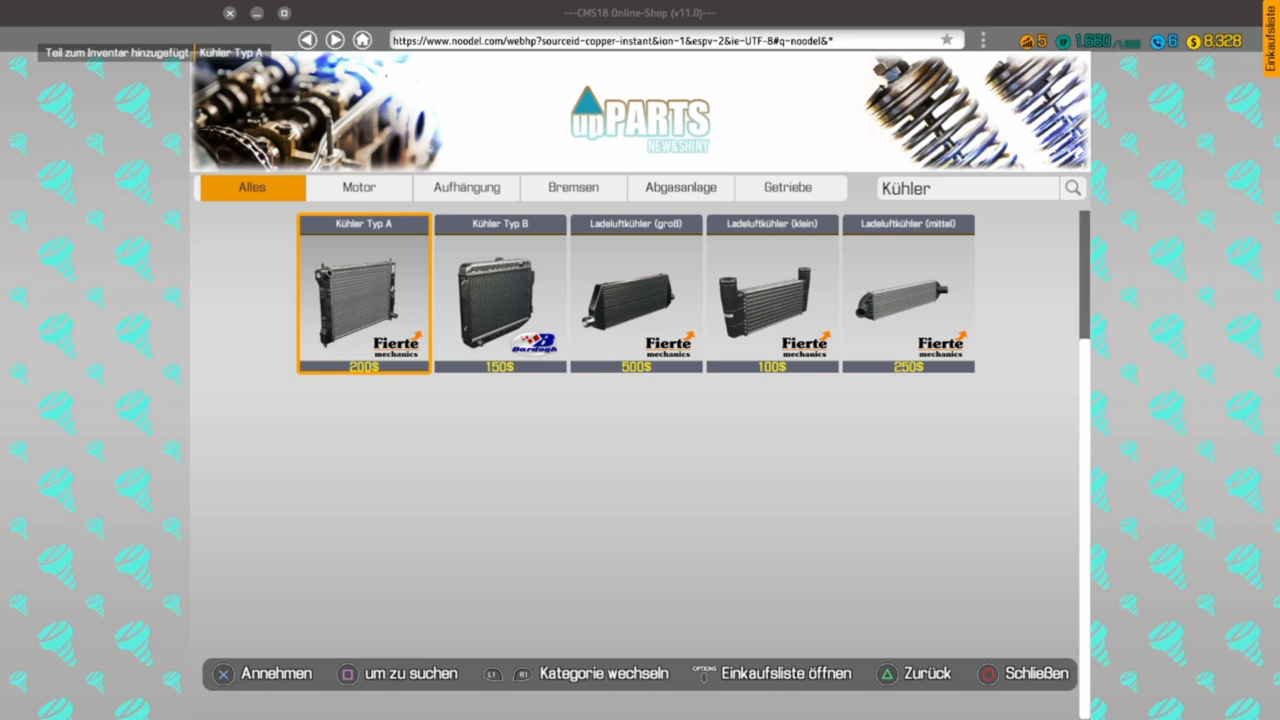 ---CMS18 Online-Shop (v11.0)---
Einkaufsliste
https://www.noodel.com/webhp?sourceid-copper-instant&ion-1&espv-2&ie-UTF-8#q-noodel&*
5 XP 1,660 6 $ 8,328
Teil zum Inventar hinzugefügt Kühler Typ A
upPARTS
NEW&SHINY
Alles Motor Aufhängung Bremsen Abgasanlage Getriebe Kühler
Kühler Typ A Kühler Typ B Ladeluftkühler (groß) Ladeluftkühler (klein) Ladeluftkühler (mittel)
Fierte mechanics Bardogh Fierte mechanics Fierte mechanics Fierte mechanics
200$ 150$ 500$ 100$ 250$
Annehmen um zu suchen L1 R1 Kategorie wechseln OPTIONS Einkaufsliste öffnen Zurück Schließen